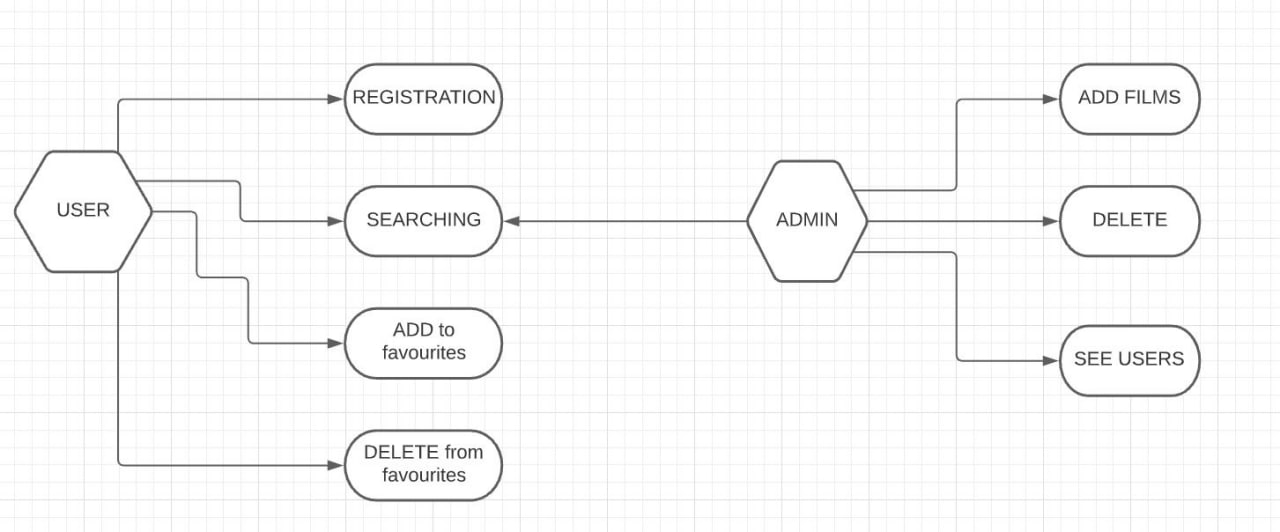 REGISTRATION
ADD FILMS
USER
SEARCHING
ADMIN
DELETE
ADD to
favourites
SEE USERS
DELETE from
favourites